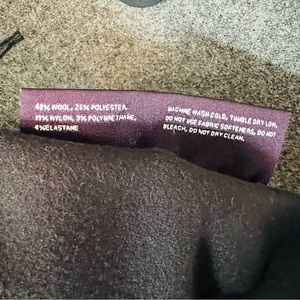 48% WOOL, 26% POLYESTER,
19% NYLON, 3% POLYURETHANE,
4% ELASTANE
MACHINE WASH COLD, TUMBLE DRY LOW,
DO NOT USE FABRIC SOFTENERS, DO NOT
BLEACH, DO NOT DRY CLEAN.